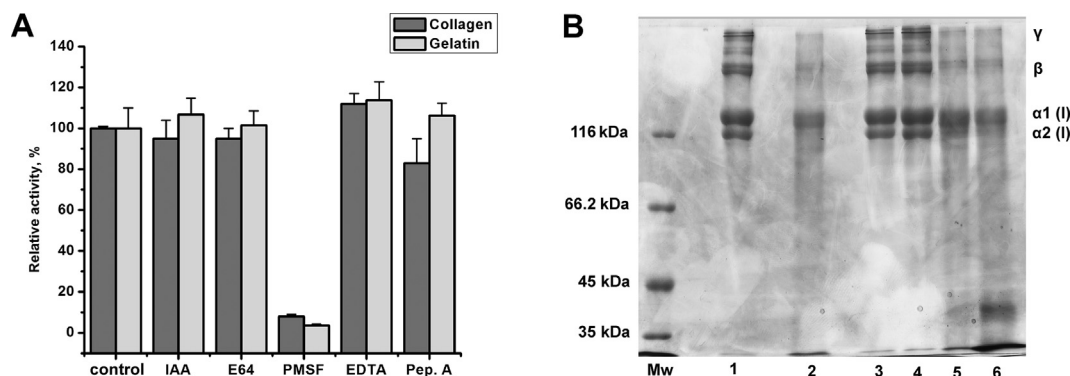 A
Collagen
Gelatin
Relative activity, %
140
120
100
80
60
40
20
0
control IAA E64 PMSF EDTA Pep. A
B
γ
β
α1 (I)
α2 (I)
116 kDa
66.2 kDa
45 kDa
35 kDa
Mw 1 2 3 4 5 6